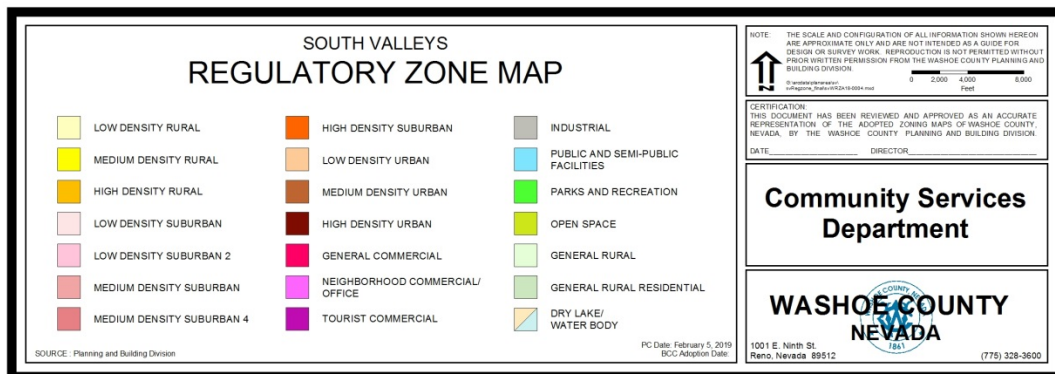 SOUTH VALLEYS
REGULATORY ZONE MAP
LOW DENSITY RURAL
MEDIUM DENSITY RURAL
HIGH DENSITY RURAL
LOW DENSITY SUBURBAN
LOW DENSITY SUBURBAN 2
MEDIUM DENSITY SUBURBAN
MEDIUM DENSITY SUBURBAN 4
HIGH DENSITY SUBURBAN
LOW DENSITY URBAN
MEDIUM DENSITY URBAN
HIGH DENSITY URBAN
GENERAL COMMERCIAL
NEIGHBORHOOD COMMERCIAL/
OFFICE
TOURIST COMMERCIAL
INDUSTRIAL
PUBLIC AND SEMI-PUBLIC
FACILITIES
PARKS AND RECREATION
OPEN SPACE
GENERAL RURAL
GENERAL RURAL RESIDENTIAL
DRY LAKE/
WATER BODY
SOURCE : Planning and Building Division
PC Date: February 5, 2019
BCC Adoption Date:
NOTE: THE SCALE AND CONFIGURATION OF ALL INFORMATION SHOWN HEREON
ARE APPROXIMATE ONLY AND ARE NOT INTENDED AS A GUIDE FOR
DESIGN OR SURVEY WORK. REPRODUCTION IS NOT PERMITTED WITHOUT
PRIOR WRITTEN PERMISSION FROM THE WASHOE COUNTY PLANNING AND
BUILDING DIVISION.
N
0 2,000 4,000 8,000
Feet
CERTIFICATION:
THIS DOCUMENT HAS BEEN REVIEWED AND APPROVED AS AN ACCURATE
REPRESENTATION OF THE ADOPTED ZONING MAPS OF WASHOE COUNTY,
NEVADA, BY THE WASHOE COUNTY PLANNING AND BUILDING DIVISION.
DATE DIRECTOR
Community Services
Department
WASHOE COUNTY
NEVADA
1861
1001 E. Ninth St.
Reno, Nevada 89512
(775) 328-3600